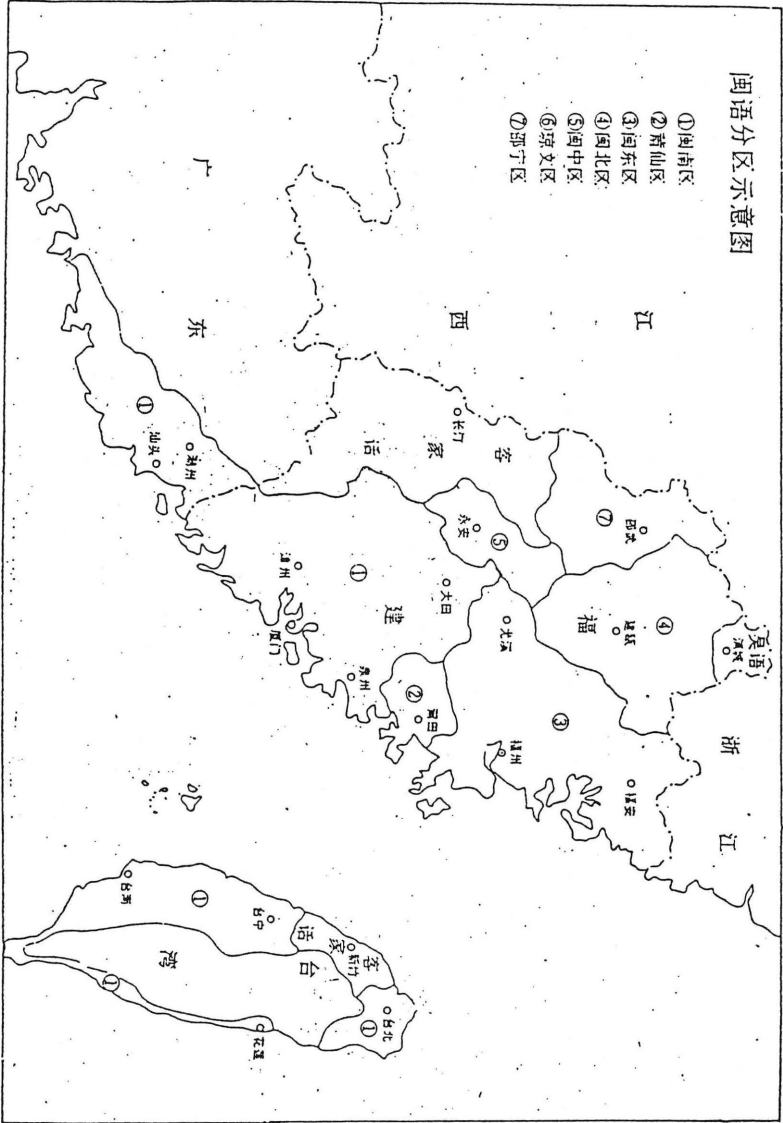 闽语分区示意图
①闽南区
②莆仙区
③闽东区
④闽北区
⑤闽中区
⑥琼文区
⑦邵宁区
江
西
浙
江
广
东
福
建
台
湾
吴语
浦城
客
家
话
长汀
⑦
邵武
④
建瓯
⑤
永安
③
福安
福州
尤溪
①
大田
漳州
厦门
泉州
②
莆田
①
潮州
汕头
客
家
话
新竹
①
台北
①
台中
台南
①
花莲